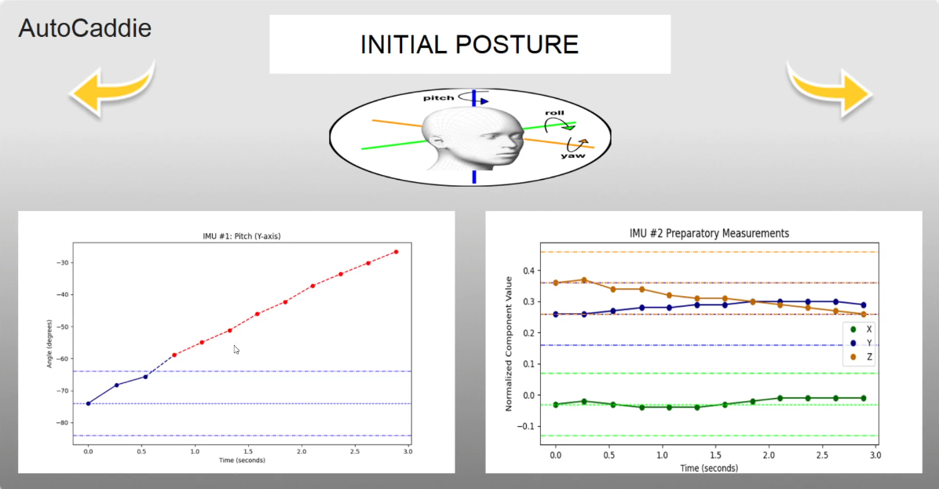 AutoCaddie
INITIAL POSTURE
pitch
roll
yaw
IMU #1: Pitch (Y-axis)
Angle (degrees)
−30
−40
−50
−60
−70
−80
0.0 0.5 1.0 1.5 2.0 2.5 3.0
Time (seconds)
IMU #2 Preparatory Measurements
Normalized Component Value
0.4
0.3
0.2
0.1
0.0
−0.1
X
Y
Z
0.0 0.5 1.0 1.5 2.0 2.5 3.0
Time (seconds)